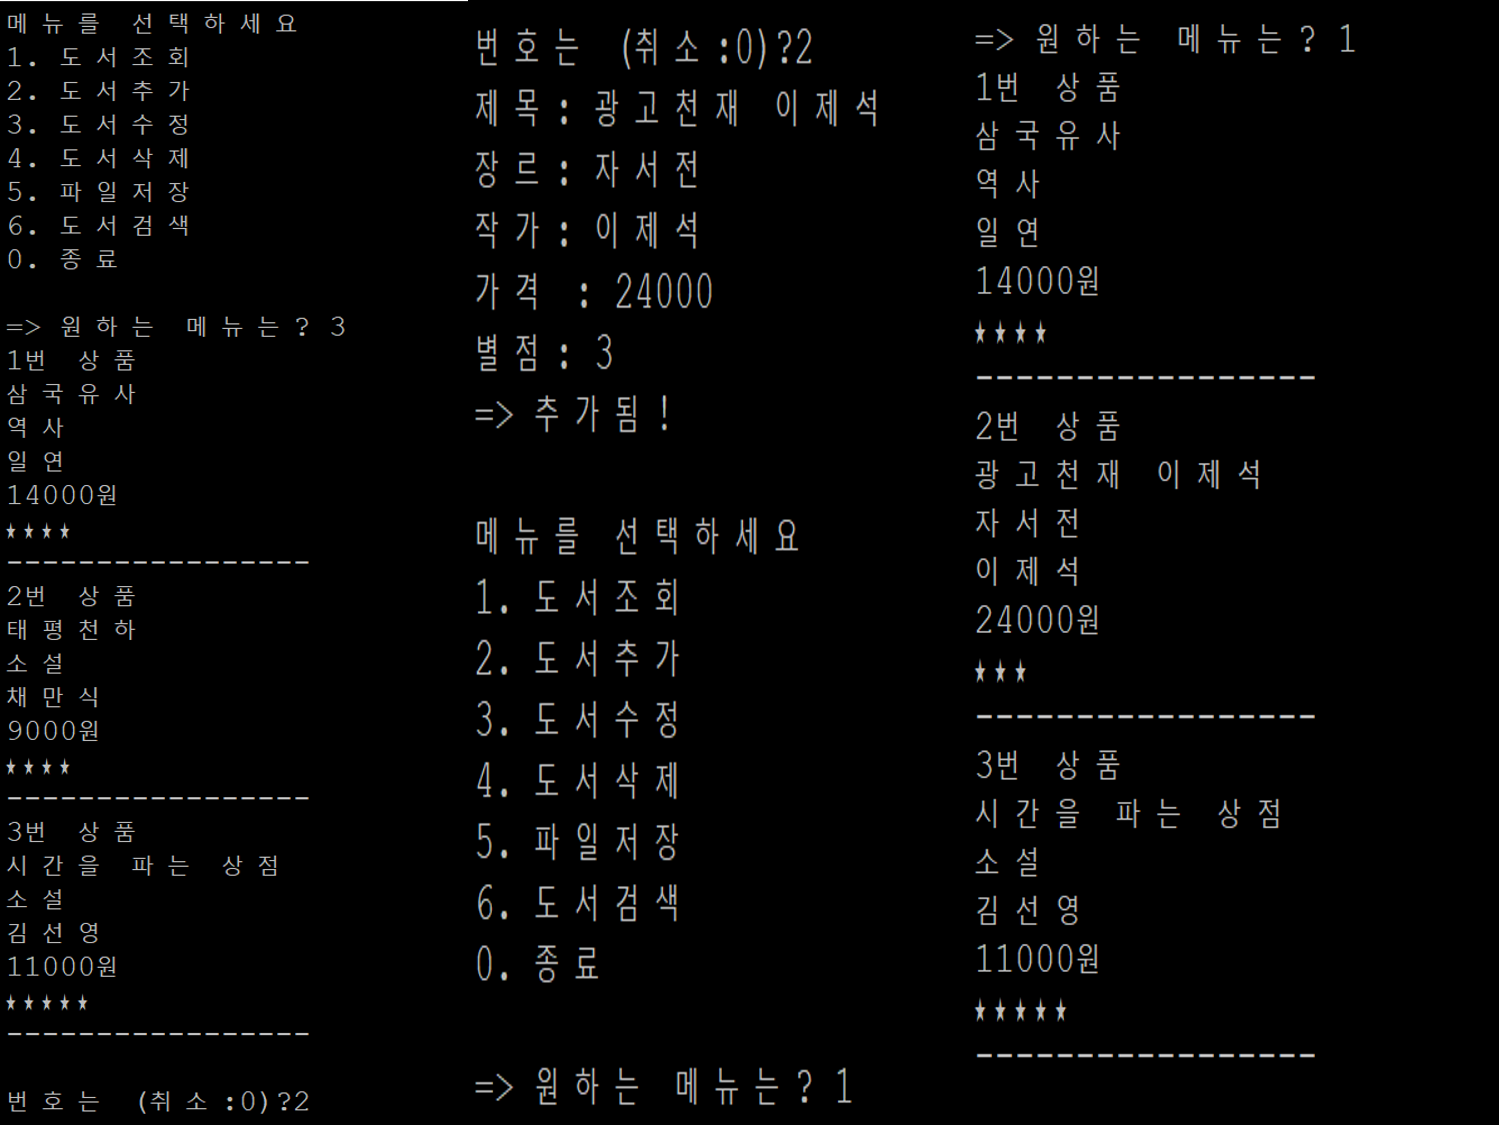 메뉴를 선택하세요
1. 도서조회
2. 도서추가
3. 도서수정
4. 도서삭제
5. 파일저장
6. 도서검색
0. 종료
=> 원하는 메뉴는? 3
1번 상품
삼국유사
역사
일연
14000원
★★★★
-----------------
2번 상품
태평천하
소설
채만식
9000원
★★★★
-----------------
3번 상품
시간을 파는 상점
소설
김선영
11000원
★★★★★
-----------------
번호는 (취소:0)?2
번호는 (취소:0)?2
제목: 광고천재 이제석
장르: 자서전
작가: 이제석
가격 : 24000
별점: 3
=> 추가됨!
메뉴를 선택하세요
1. 도서조회
2. 도서추가
3. 도서수정
4. 도서삭제
5. 파일저장
6. 도서검색
0. 종료
=> 원하는 메뉴는? 1
=> 원하는 메뉴는? 1
1번 상품
삼국유사
역사
일연
14000원
★★★★
-----------------
2번 상품
광고천재 이제석
자서전
이제석
24000원
★★★
-----------------
3번 상품
시간을 파는 상점
소설
김선영
11000원
★★★★★
-----------------